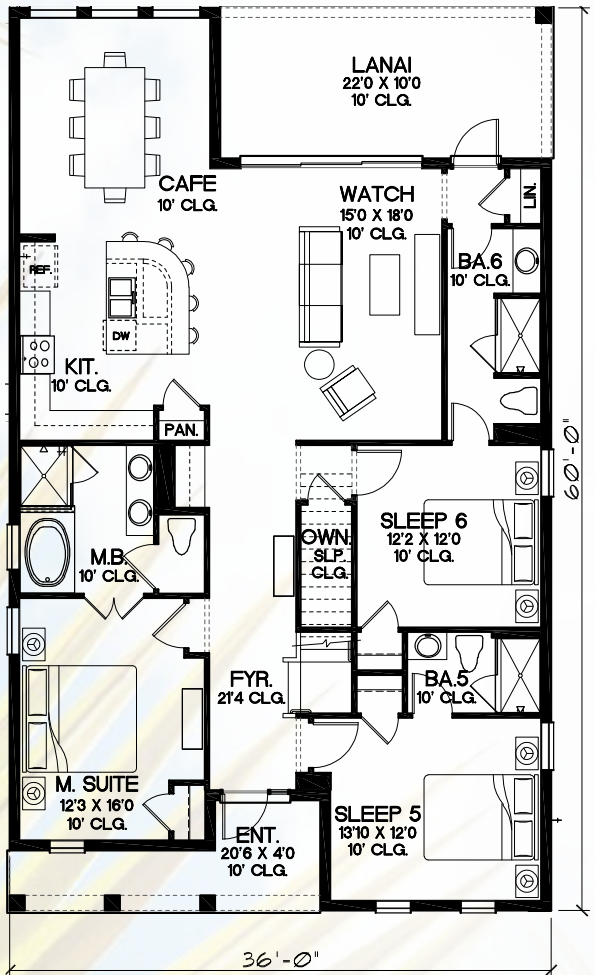 LANAI
22'0 X 10'0
10' CLG.
CAFE
10' CLG.
WATCH
15'0 X 18'0
10' CLG.
LIN.
BA.6
10' CLG.
REF.
DW
KIT.
10' CLG.
PAN.
60'-0"
SLEEP 6
12'2 X 12'0
10' CLG.
OWN.
SLP
CLG.
M.B.
10' CLG.
FYR.
21'4 CLG.
BA.5
10' CLG.
M. SUITE
12'3 X 16'0
10' CLG.
SLEEP 5
13'10 X 12'0
10' CLG.
ENT.
20'6 X 4'0
10' CLG.
36'-0"